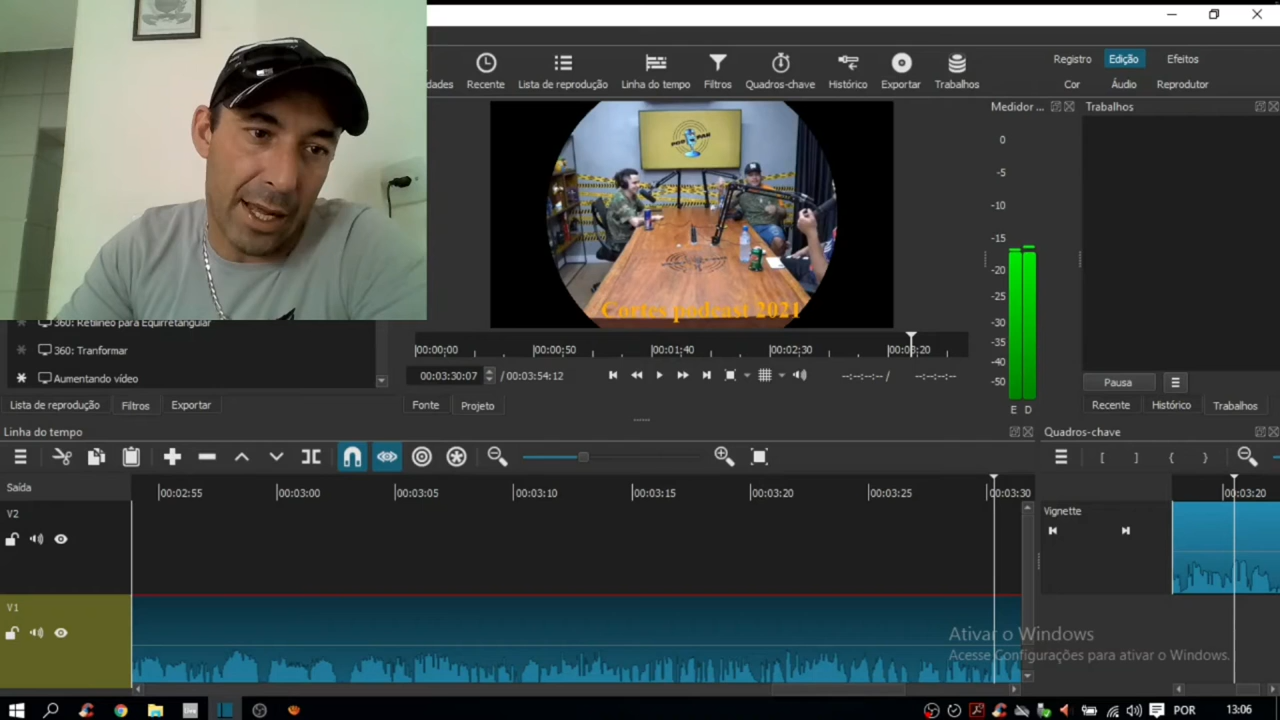 dades
Recente
Lista de reprodução
Linha do tempo
Filtros
Quadros-chave
Histórico
Exportar
Trabalhos
Registro
Edição
Efeitos
Cor
Áudio
Reprodutor
Medidor ...
Trabalhos
0
-5
-10
-15
-20
-25
-30
-35
-40
-50
E D
Cortes podcast 2021
360: Retilíneo para Equirretangular
360: Tranformar
Aumentando vídeo
00:00:00
00:00:50
00:01:40
00:02:30
00:03:20
00:03:30:07
/ 00:03:54:12
--:--:--:-- /
--:--:--:--
Pausa
Lista de reprodução
Filtros
Exportar
Fonte
Projeto
Recente
Histórico
Trabalhos
Linha do tempo
Quadros-chave
Saída
00:02:55
00:03:00
00:03:05
00:03:10
00:03:15
00:03:20
00:03:25
00:03:30
00:03:20
V2
Vignette
V1
Ativar o Windows
Acesse Configurações para ativar o Windows.
POR
13:06